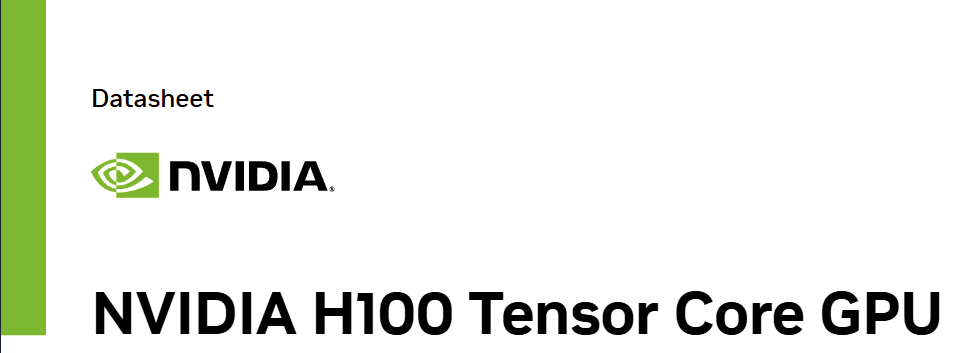 Datasheet
NVIDIA®
NVIDIA H100 Tensor Core GPU